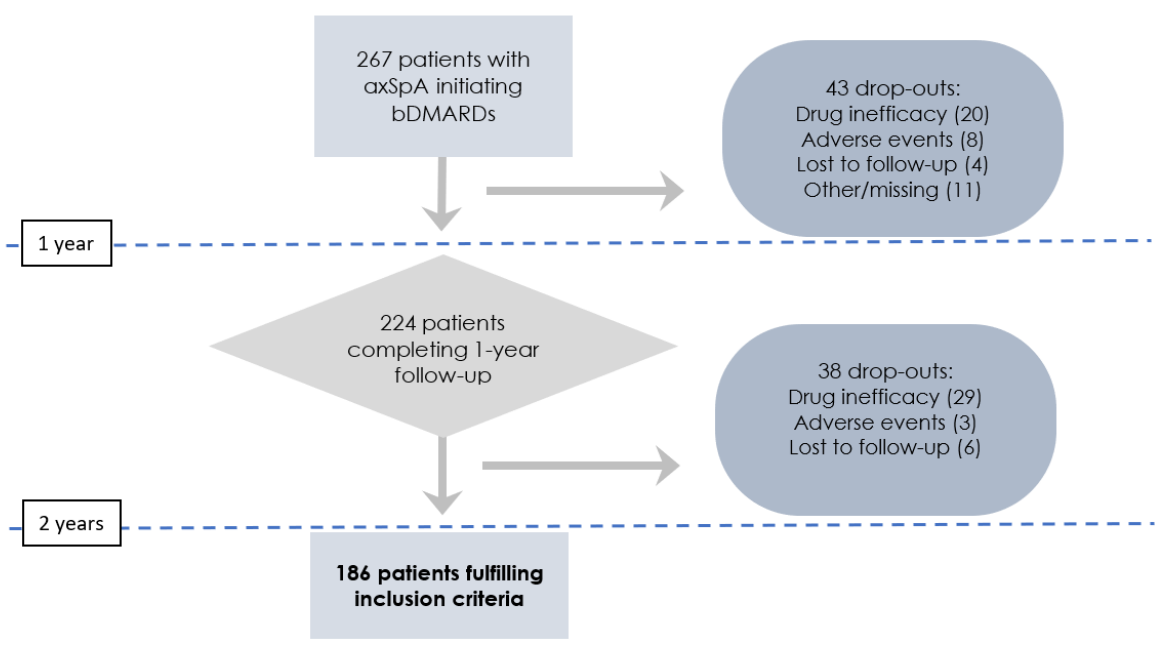 267 patients with
axSpA initiating
bDMARDs
43 drop-outs:
Drug inefficacy (20)
Adverse events (8)
Lost to follow-up (4)
Other/missing (11)
1 year
224 patients
completing 1-year
follow-up
38 drop-outs:
Drug inefficacy (29)
Adverse events (3)
Lost to follow-up (6)
2 years
186 patients fulfilling
inclusion criteria